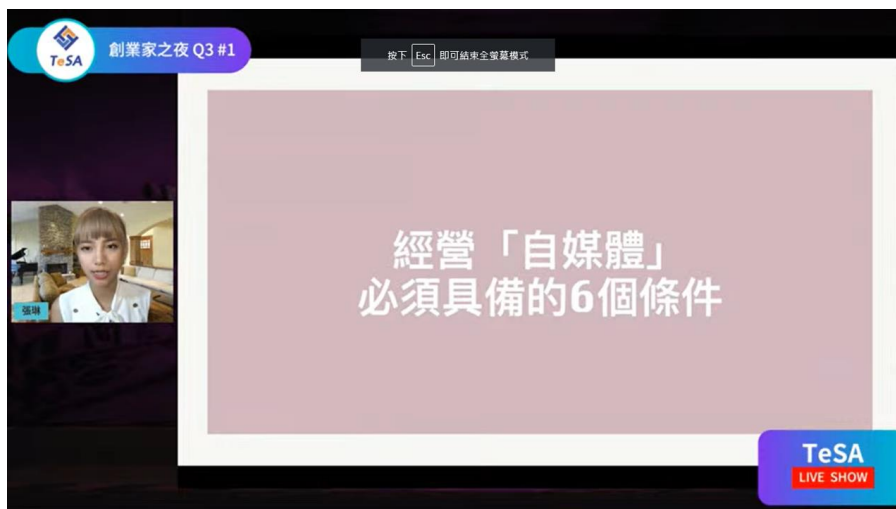 TeSA
創業家之夜 Q3 #1
按下 Esc 即可結束全螢幕模式
經營「自媒體」
必須具備的6個條件
張琳
TeSA
LIVE SHOW